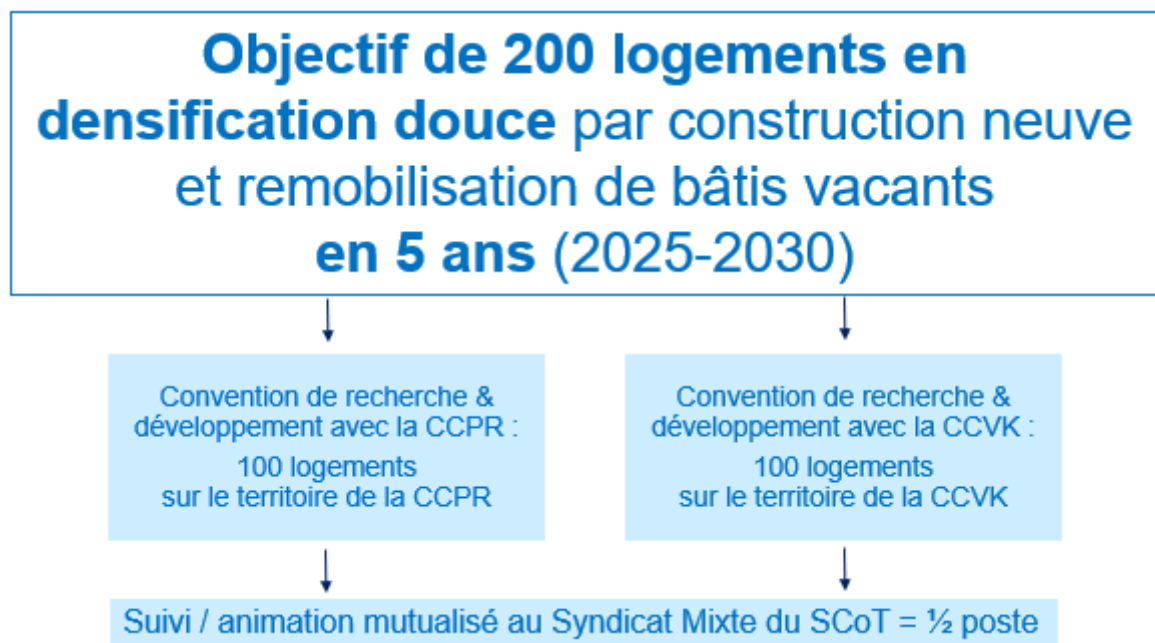 Objectif de 200 logements en
densification douce par construction neuve
et remobilisation de bâtis vacants
en 5 ans (2025-2030)
Convention de recherche &
développement avec la CCPR :
100 logements
sur le territoire de la CCPR
Convention de recherche &
développement avec la CCVK :
100 logements
sur le territoire de la CCVK
Suivi / animation mutualisé au Syndicat Mixte du SCoT = ½ poste